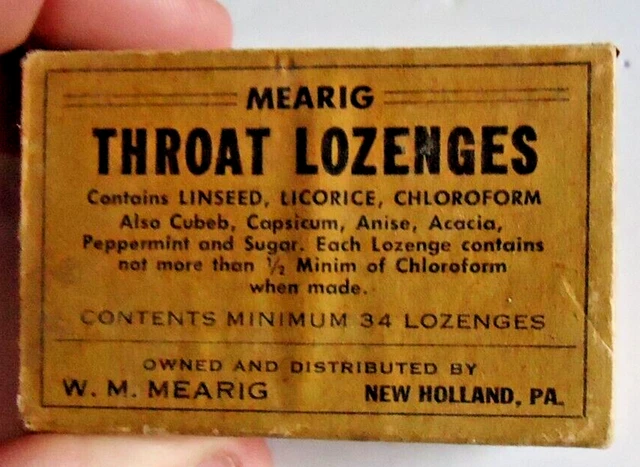 MEARIG
THROAT LOZENGES
Contains LINSEED, LICORICE, CHLOROFORM
Also Cubeb, Capsicum, Anise, Acacia,
Peppermint and Sugar. Each Lozenge contains
not more than ½ Minim of Chloroform
when made.
CONTENTS MINIMUM 34 LOZENGES
OWNED AND DISTRIBUTED BY
W. M. MEARIG NEW HOLLAND, PA.